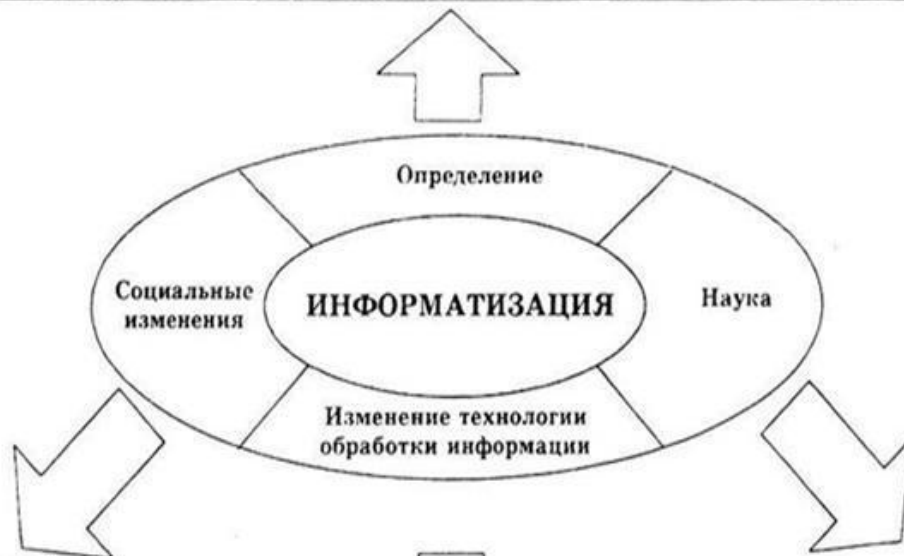 Определение
Социальные
изменения
ИНФОРМАТИЗАЦИЯ
Наука
Изменение технологии
обработки информации